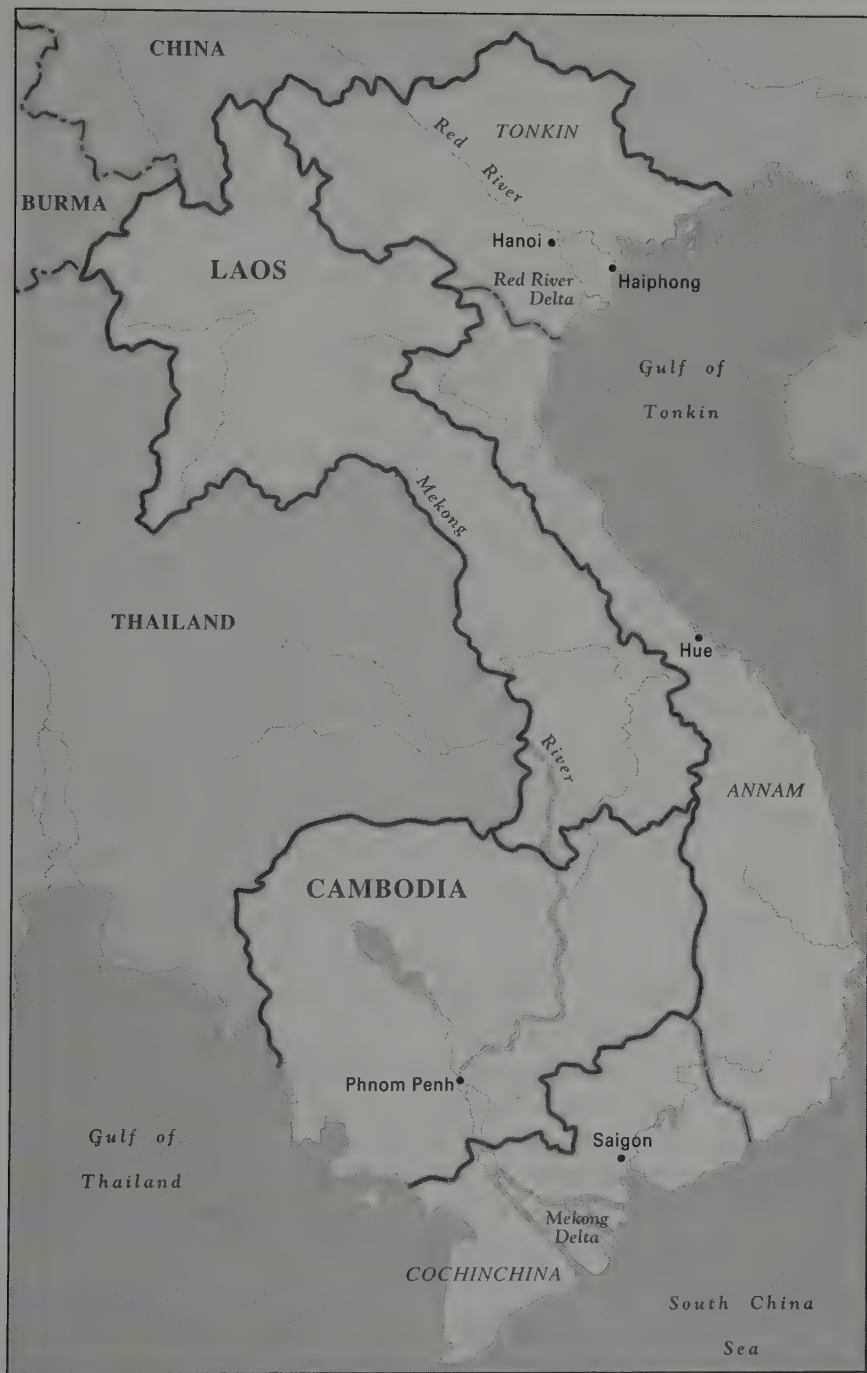 CHINA
Red
River
TONKIN
BURMA
Hanoi
LAOS
Red River
Delta
Haiphong
Gulf of
Tonkin
Mekong
THAILAND
Hue
River
ANNAM
CAMBODIA
Phnom Penh
Gulf of
Thailand
Saigon
Mekong
Delta
COCHINCHINA
South China
Sea